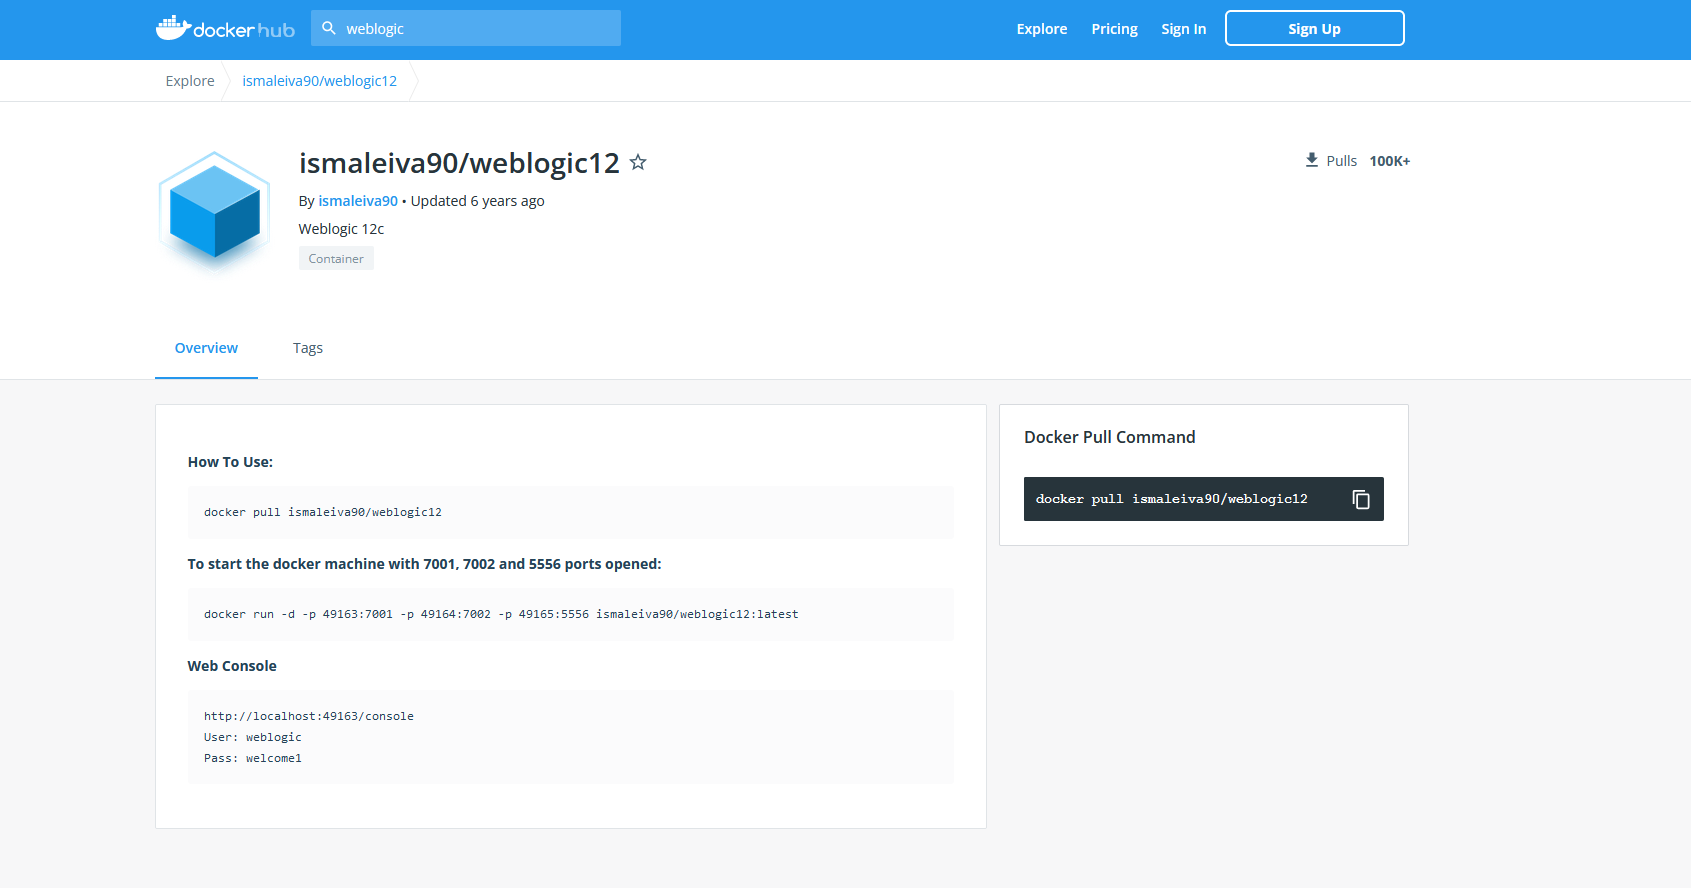 dockerhub
weblogic
Explore
Pricing
Sign In
Sign Up
Explore
ismaleiva90/weblogic12
ismaleiva90/weblogic12
Pulls 100K+
By ismaleiva90 • Updated 6 years ago
Weblogic 12c
Container
Overview
Tags
How To Use:
docker pull ismaleiva90/weblogic12
To start the docker machine with 7001, 7002 and 5556 ports opened:
docker run -d -p 49163:7001 -p 49164:7002 -p 49165:5556 ismaleiva90/weblogic12:latest
Web Console
http://localhost:49163/console
User: weblogic
Pass: welcome1
Docker Pull Command
docker pull ismaleiva90/weblogic12